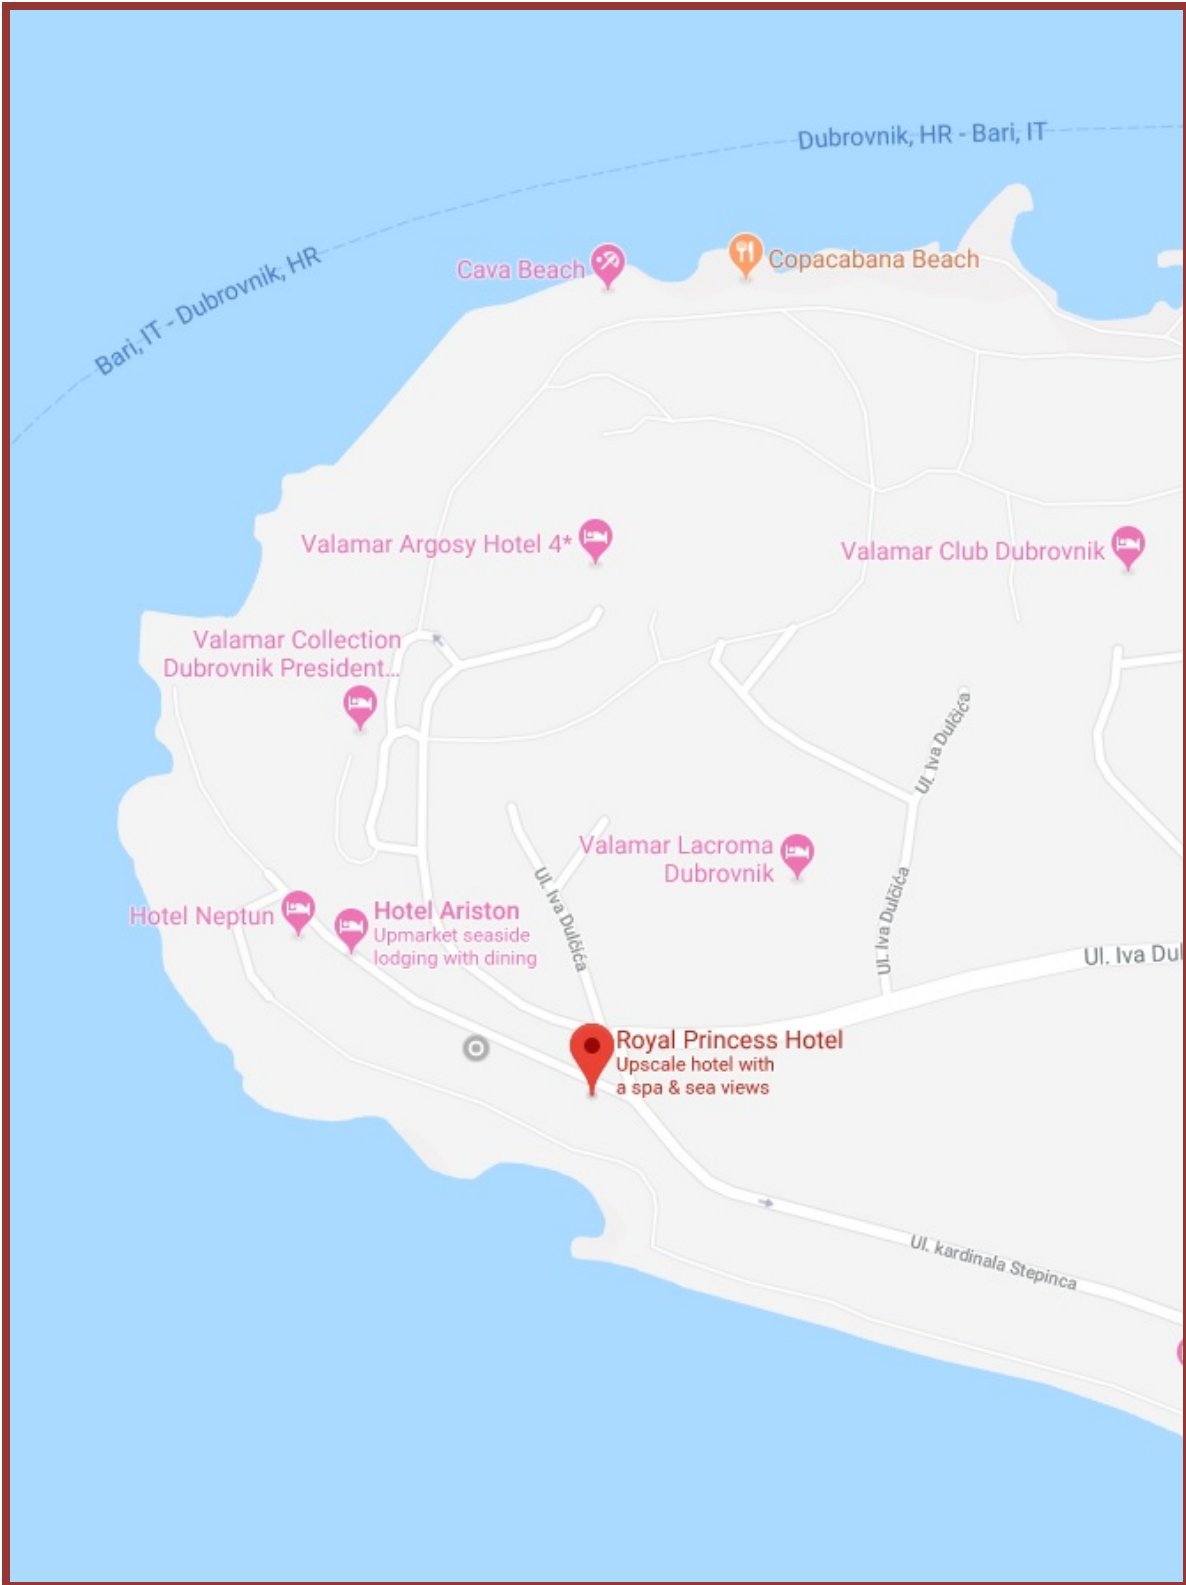 Dubrovnik, HR - Bari, IT
Bari, IT - Dubrovnik, HR
Cava Beach
Copacabana Beach
Valamar Argosy Hotel 4*
Valamar Club Dubrovnik
Valamar Collection
Dubrovnik President...
Ul. Iva Dulčića
Valamar Lacroma
Dubrovnik
Ul. Iva Dulčića
Ul. Iva Dulčića
Hotel Neptun
Hotel Ariston
Upmarket seaside
lodging with dining
Ul. Iva Dul
Royal Princess Hotel
Upscale hotel with
a spa & sea views
Ul. kardinala Stepinca